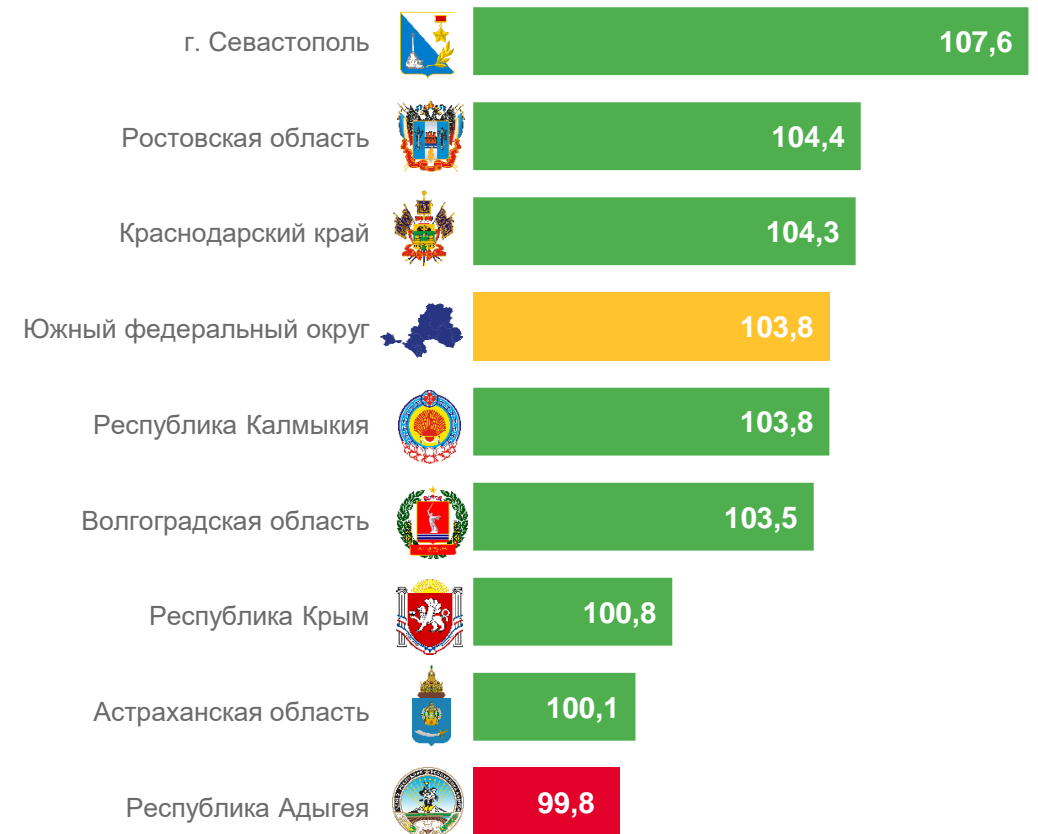 г. Севастополь 107,6
Ростовская область 104,4
Краснодарский край 104,3
Южный федеральный округ 103,8
Республика Калмыкия 103,8
Волгоградская область 103,5
Республика Крым 100,8
Астраханская область 100,1
Республика Адыгея 99,8